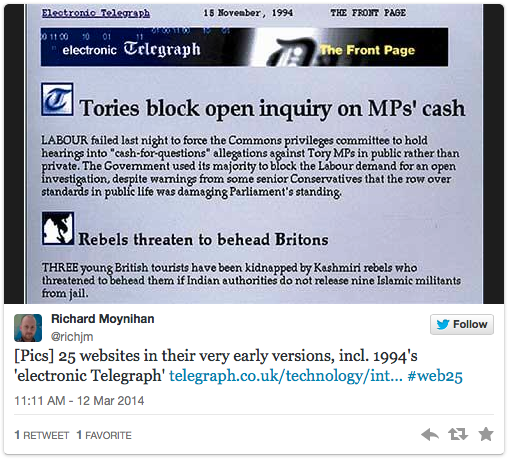 Electronic Telegraph 15 November, 1994 THE FRONT PAGE
electronic Telegraph The Front Page
Tories block open inquiry on MPs' cash
LABOUR failed last night to force the Commons privileges committee to hold
hearings into "cash-for-questions" allegations against Tory MPs in public rather than
private. The Government used its majority to block the Labour demand for an open
investigation, despite warnings from some senior Conservatives that the row over
standards in public life was damaging Parliament's standing.
Rebels threaten to behead Britons
THREE young British tourists have been kidnapped by Kashmiri rebels who
threatened to behead them if Indian authorities do not release nine Islamic militants
from jail.
Richard Moynihan
@richjm
Follow
[Pics] 25 websites in their very early versions, incl. 1994's
'electronic Telegraph' telegraph.co.uk/technology/int... #web25
11:11 AM - 12 Mar 2014
1 RETWEET 1 FAVORITE